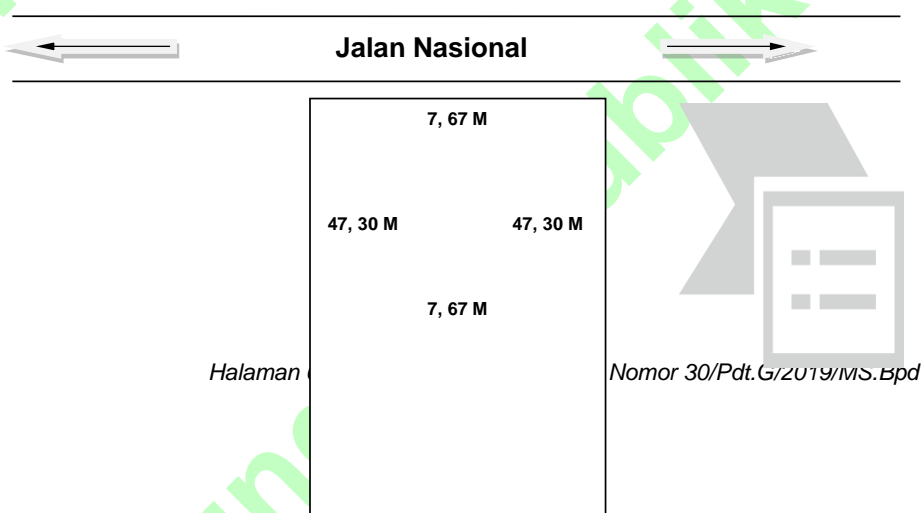 Jalan Nasional
7, 67 M
47, 30 M 47, 30 M
7, 67 M
Halaman Nomor 30/Pdt.G/2019/MS.Bpd